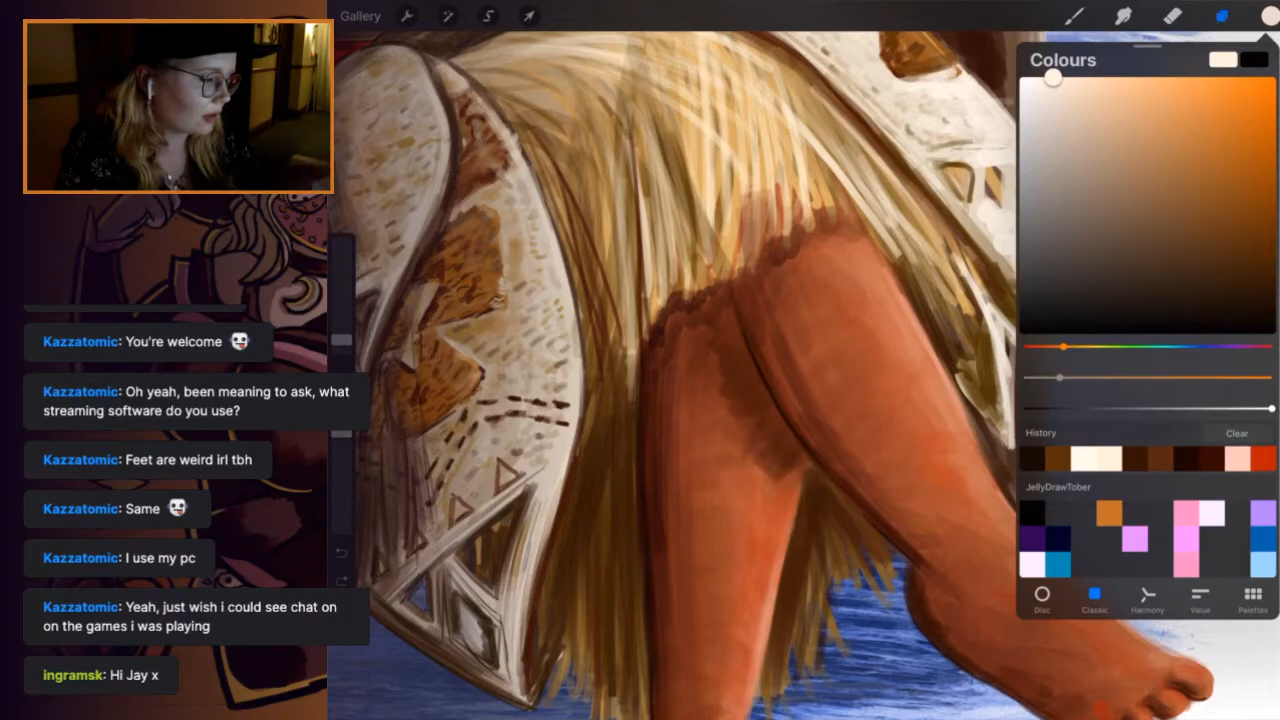 Gallery
Colours
Kazzatomic: You're welcome
Kazzatomic: Oh yeah, been meaning to ask, what
streaming software do you use?
Kazzatomic: Feet are weird irl tbh
Kazzatomic: Same
Kazzatomic: I use my pc
Kazzatomic: Yeah, just wish i could see chat on
on the games i was playing
ingramsk: Hi Jay x
History
Clear
JellyDrawTober
Disc
Classic
Harmony
Value
Palettes